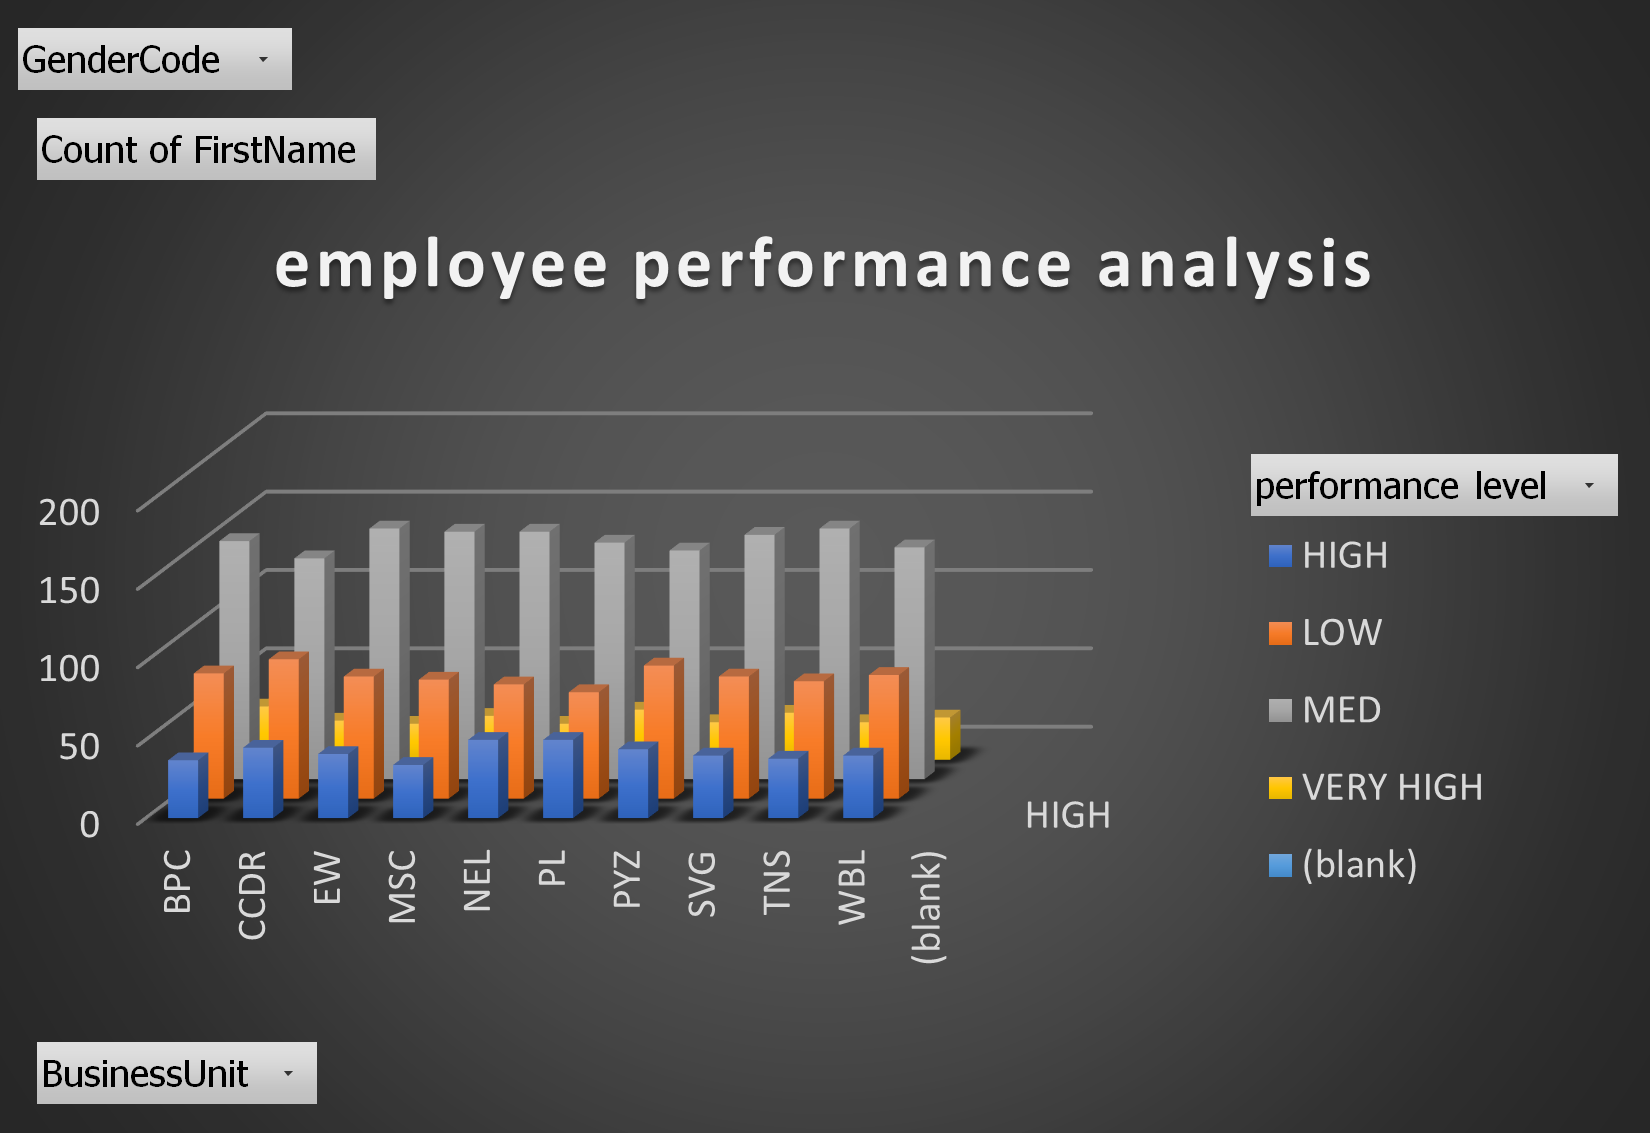 GenderCode
Count of FirstName
employee performance analysis
200
150
100
50
0
BPC
CCDR
EW
MSC
NEL
PL
PYZ
SVG
TNS
WBL
(blank)
HIGH
performance level
HIGH
LOW
MED
VERY HIGH
(blank)
BusinessUnit